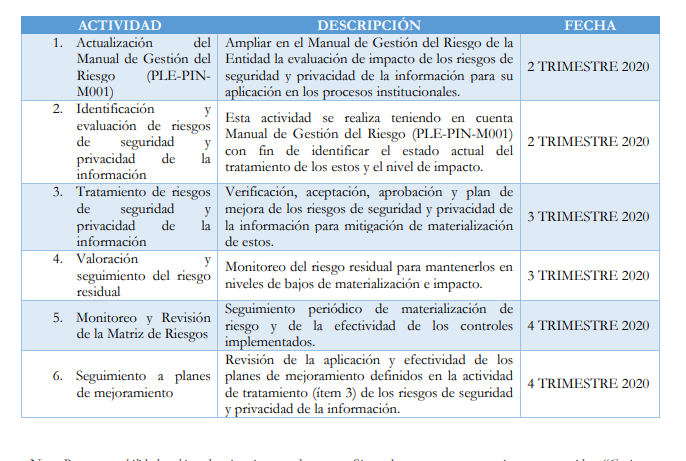 ACTIVIDAD DESCRIPCIÓN FECHA
1. Actualización del
Manual de Gestión del
Riesgo (PLE-PIN-
M001)
Ampliar en el Manual de Gestión del Riesgo de la
Entidad la evaluación de impacto de los riesgos de
seguridad y privacidad de la información para su
aplicación en los procesos institucionales.
2 TRIMESTRE 2020
2. Identificación y
evaluación de riesgos
de seguridad y
privacidad de la
información
Esta actividad se realiza teniendo en cuenta
Manual de Gestión del Riesgo (PLE-PIN-M001)
con fin de identificar el estado actual del
tratamiento de los estos y el nivel de impacto.
2 TRIMESTRE 2020
3. Tratamiento de riesgos
de seguridad y
privacidad de la
información
Verificación, aceptación, aprobación y plan de
mejora de los riesgos de seguridad y privacidad de
la información para mitigación de materialización
de estos.
3 TRIMESTRE 2020
4. Valoración y
seguimiento del riesgo
residual
Monitoreo del riesgo residual para mantenerlos en
niveles de bajos de materialización e impacto.
3 TRIMESTRE 2020
5. Monitoreo y Revisión
de la Matriz de Riesgos
Seguimiento periódico de materialización de
riesgo y de la efectividad de los controles
implementados.
4 TRIMESTRE 2020
6. Seguimiento a planes
de mejoramiento
Revisión de la aplicación y efectividad de los
planes de mejoramiento definidos en la actividad
de tratamiento (ítem 3) de los riesgos de seguridad
y privacidad de la información.
4 TRIMESTRE 2020